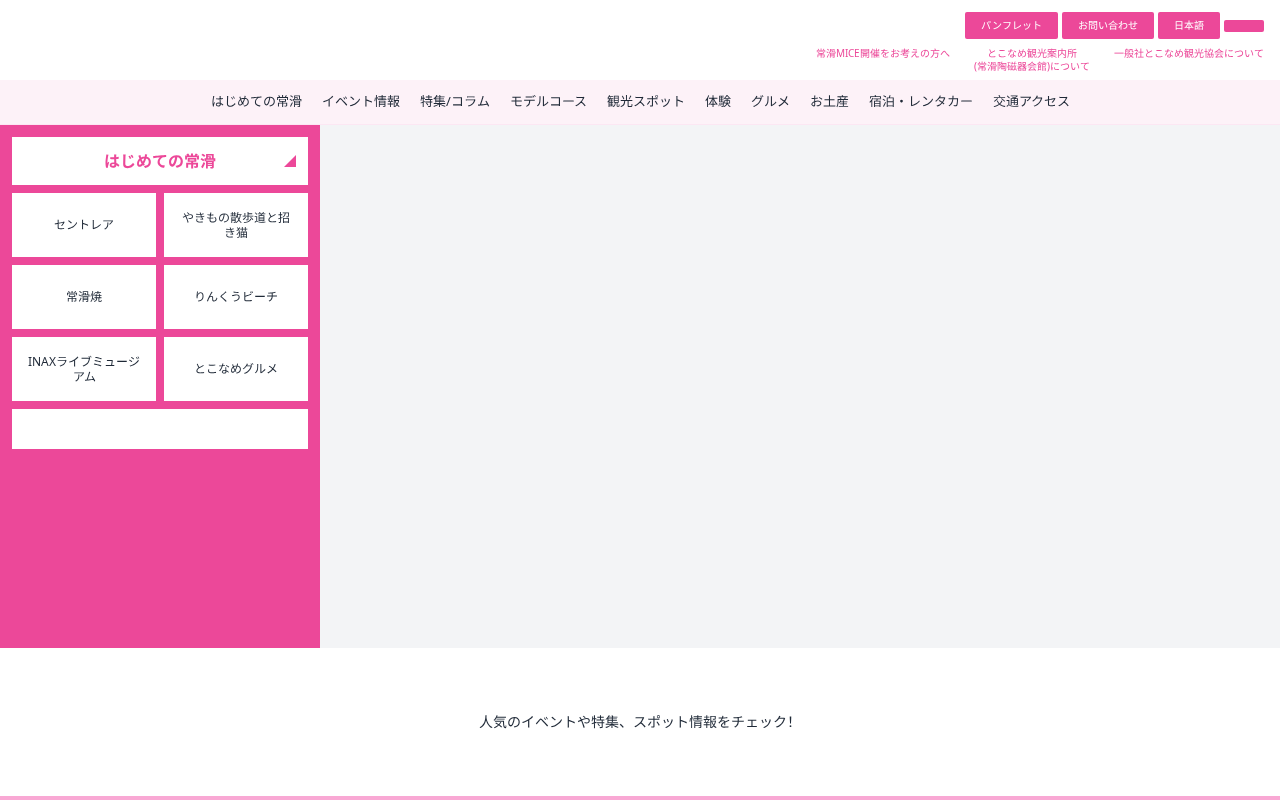 パンフレット
お問い合わせ
日本語
常滑MICE開催をお考えの方へ
とこなめ観光案内所
(常滑陶磁器会館)について
一般社とこなめ観光協会について
はじめての常滑
イベント情報
特集/コラム
モデルコース
観光スポット
体験
グルメ
お土産
宿泊・レンタカー
交通アクセス
はじめての常滑
セントレア
やきもの散歩道と招
き猫
常滑焼
りんくうビーチ
INAXライブミュージ
アム
とこなめグルメ
人気のイベントや特集、スポット情報をチェック!